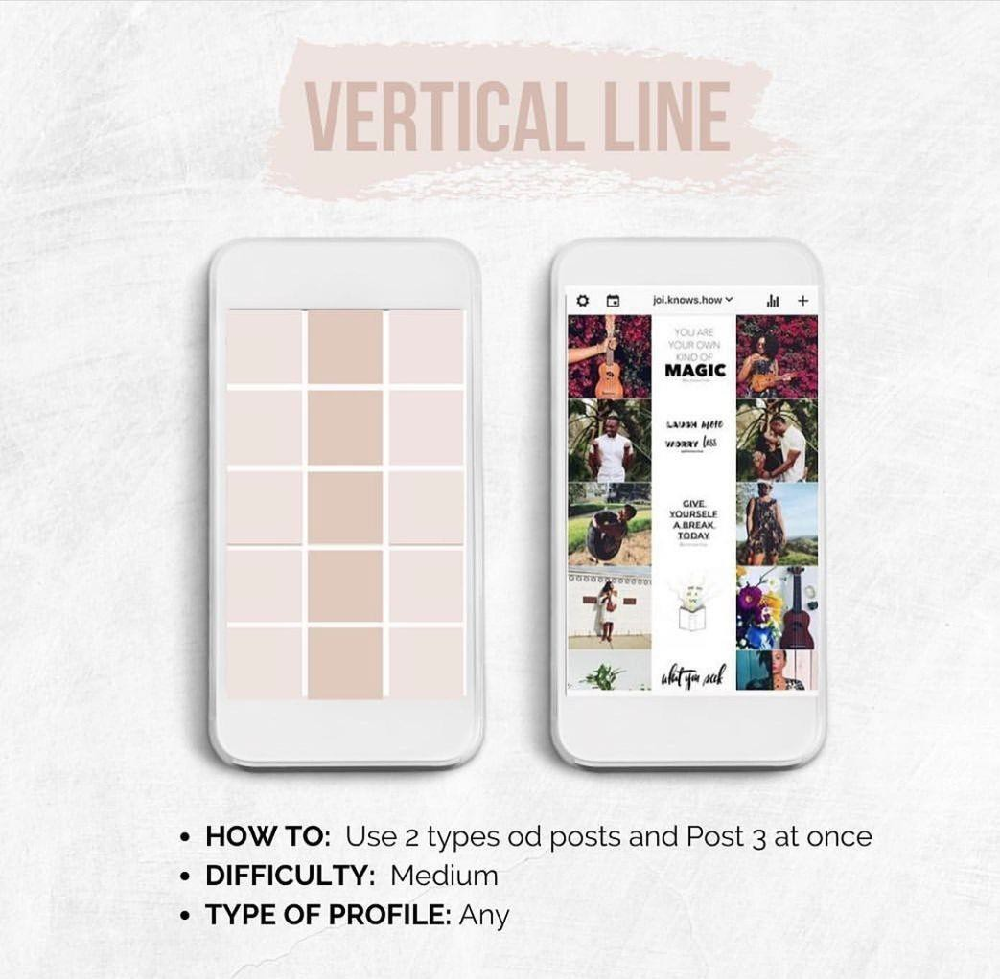 VERTICAL LINE
joi.knows.how
YOU ARE
YOUR OWN
KIND OF
MAGIC
LAUGH more
WORRY less
GIVE
YOURSELF
A BREAK
TODAY
what you seek
• HOW TO: Use 2 types od posts and Post 3 at once
• DIFFICULTY: Medium
• TYPE OF PROFILE: Any